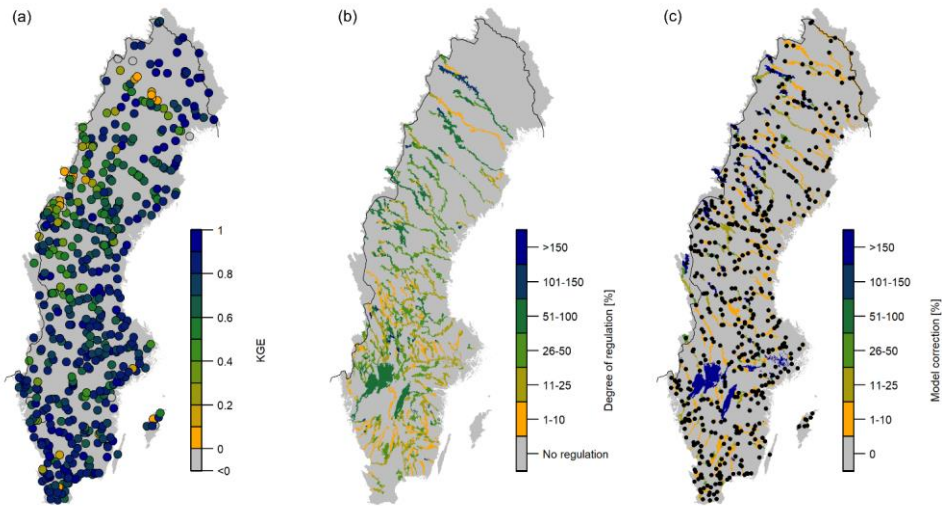 (a)
1
0.8
0.6
0.4
0.2
0
<0
KGE
(b)
>150
101-150
51-100
26-50
11-25
1-10
No regulation
Degree of regulation [%]
(c)
>150
101-150
51-100
26-50
11-25
1-10
0
Model correction [%]